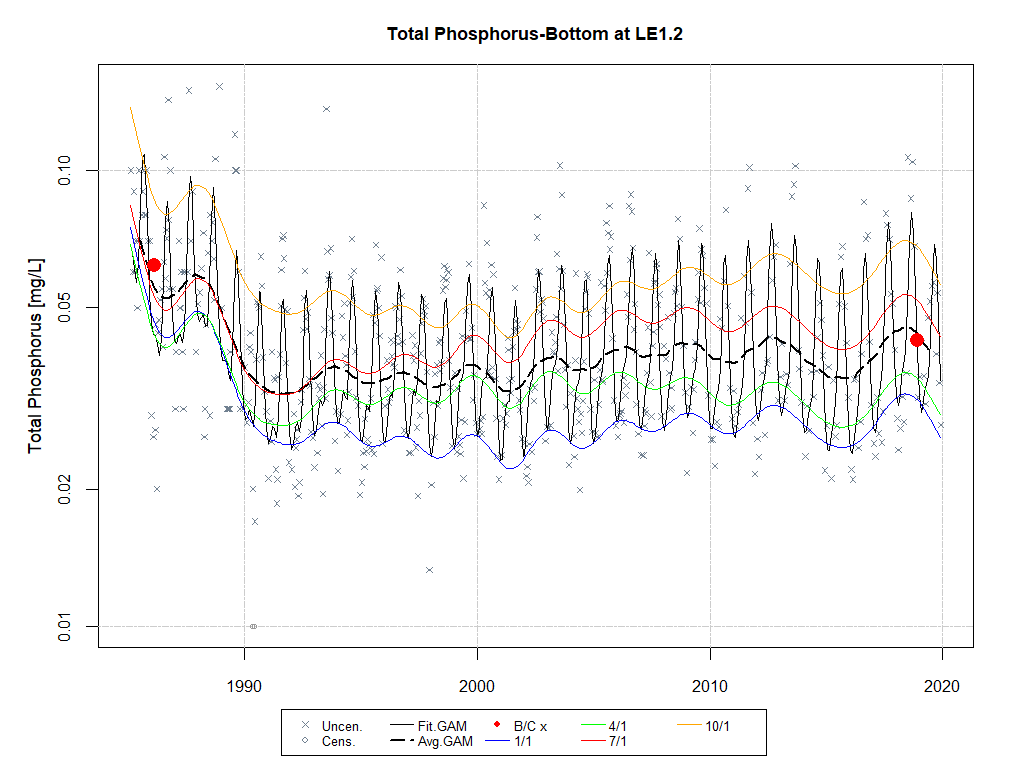 Total Phosphorus-Bottom at LE1.2
Total Phosphorus [mg/L]
0.10
0.05
0.02
0.01
1990 2000 2010 2020
Uncen. Fit.GAM B/C x 4/1 10/1
Cens. Avg.GAM 1/1 7/1